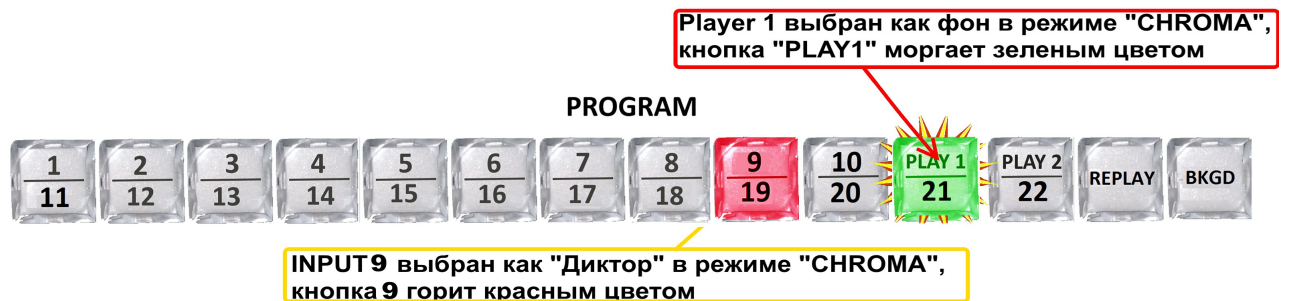 Player 1 выбран как фон в режиме "CHROMA",
кнопка "PLAY1" моргает зеленым цветом
PROGRAM
1 2 3 4 5 6 7 8 9 10 PLAY 1 PLAY 2 REPLAY BKGD
11 12 13 14 15 16 17 18 19 20 21 22
INPUT9 выбран как "Диктор" в режиме "CHROMA",
кнопка 9 горит красным цветом